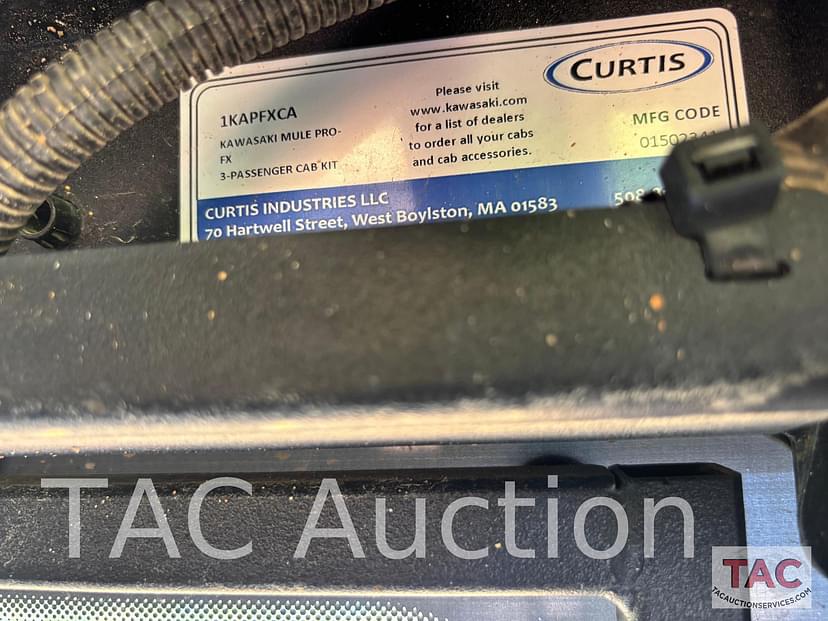 CURTIS
1KAPFXCA
KAWASAKI MULE PRO-
FX
3-PASSENGER CAB KIT
Please visit
www.kawasaki.com
for a list of dealers
to order all your cabs
and cab accessories.
MFG CODE
CURTIS INDUSTRIES LLC
70 Hartwell Street, West Boylston, MA 01583
TAC Auction
TAC
TACAUCTIONSERVICES.COM